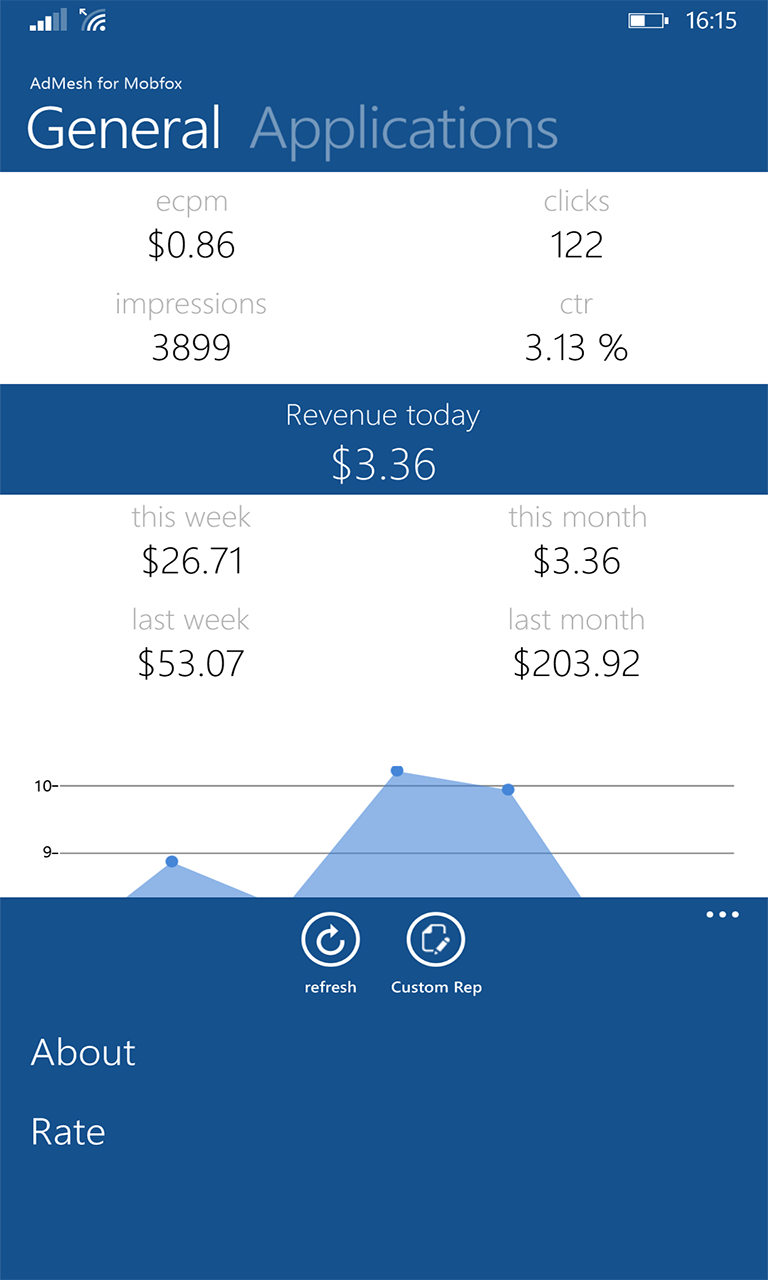 16:15
AdMesh for Mobfox
General Applications
ecpm clicks
$0.86 122
impressions ctr
3899 3.13 %
Revenue today
$3.36
this week this month
$26.71 $3.36
last week last month
$53.07 $203.92
10
9
refresh Custom Rep
About
Rate